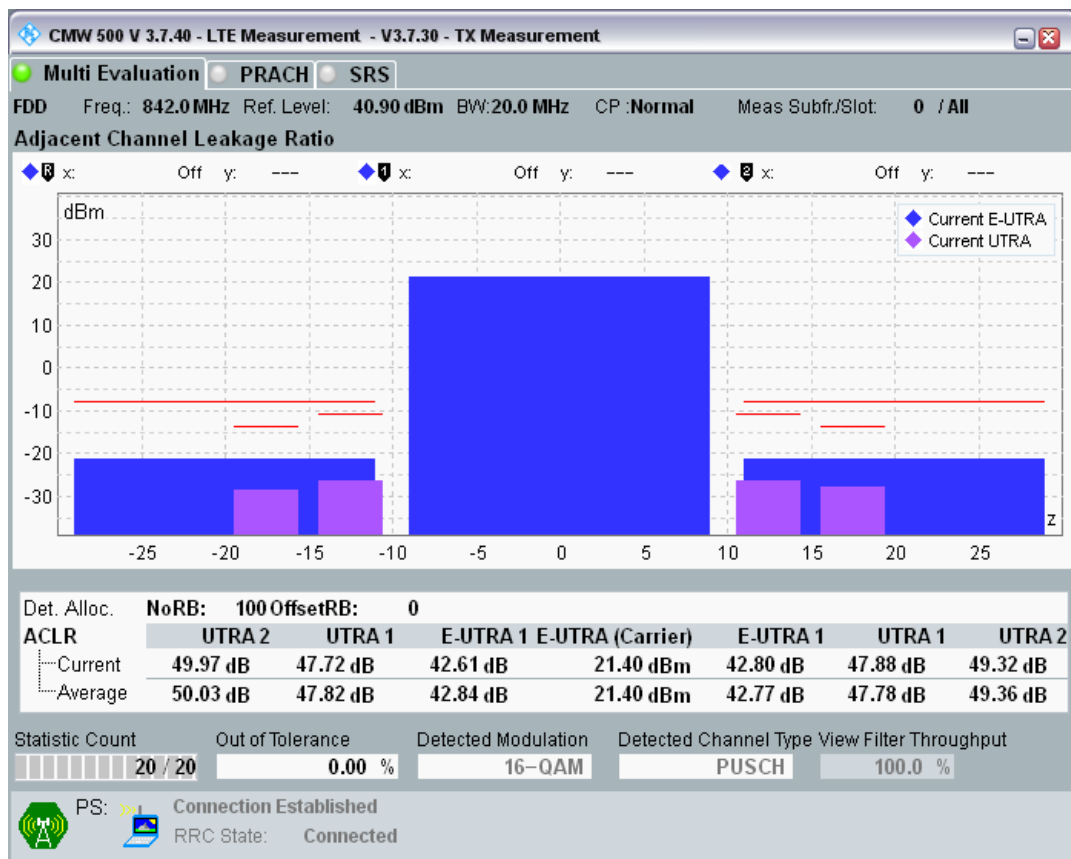 CMW 500 V 3.7.40 - LTE Measurement - V3.7.30 - TX Measurement
Multi Evaluation PRACH SRS
FDD Freq.: 842.0 MHz Ref. Level: 40.90 dBm BW:20.0 MHz CP :Normal Meas Subfr./Slot: 0 / All
Adjacent Channel Leakage Ratio
R x: Off y: --- 1 x: Off y: --- 2 x: Off y: ---
dBm
Current E-UTRA
Current UTRA
30
20
10
0
-10
-20
-30
z
-25 -20 -15 -10 -5 0 5 10 15 20 25
Det. Alloc. NoRB: 100 OffsetRB: 0
ACLR UTRA 2 UTRA 1 E-UTRA 1 E-UTRA (Carrier) E-UTRA 1 UTRA 1 UTRA 2
Current 49.97 dB 47.72 dB 42.61 dB 21.40 dBm 42.80 dB 47.88 dB 49.32 dB
Average 50.03 dB 47.82 dB 42.84 dB 21.40 dBm 42.77 dB 47.78 dB 49.36 dB
Statistic Count Out of Tolerance Detected Modulation Detected Channel Type View Filter Throughput
20 / 20 0.00 % 16-QAM PUSCH 100.0 %
PS: Connection Established
RRC State: Connected